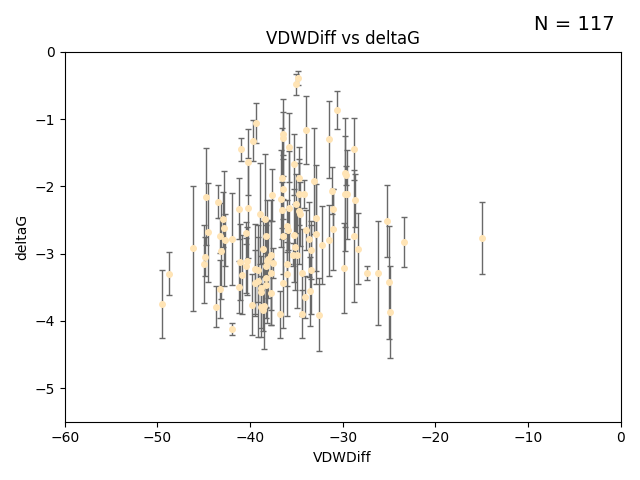 N = 117
VDWDiff vs deltaG
0
−1
−2
−3
−4
−5
deltaG
−60 −50 −40 −30 −20 −10 0
VDWDiff